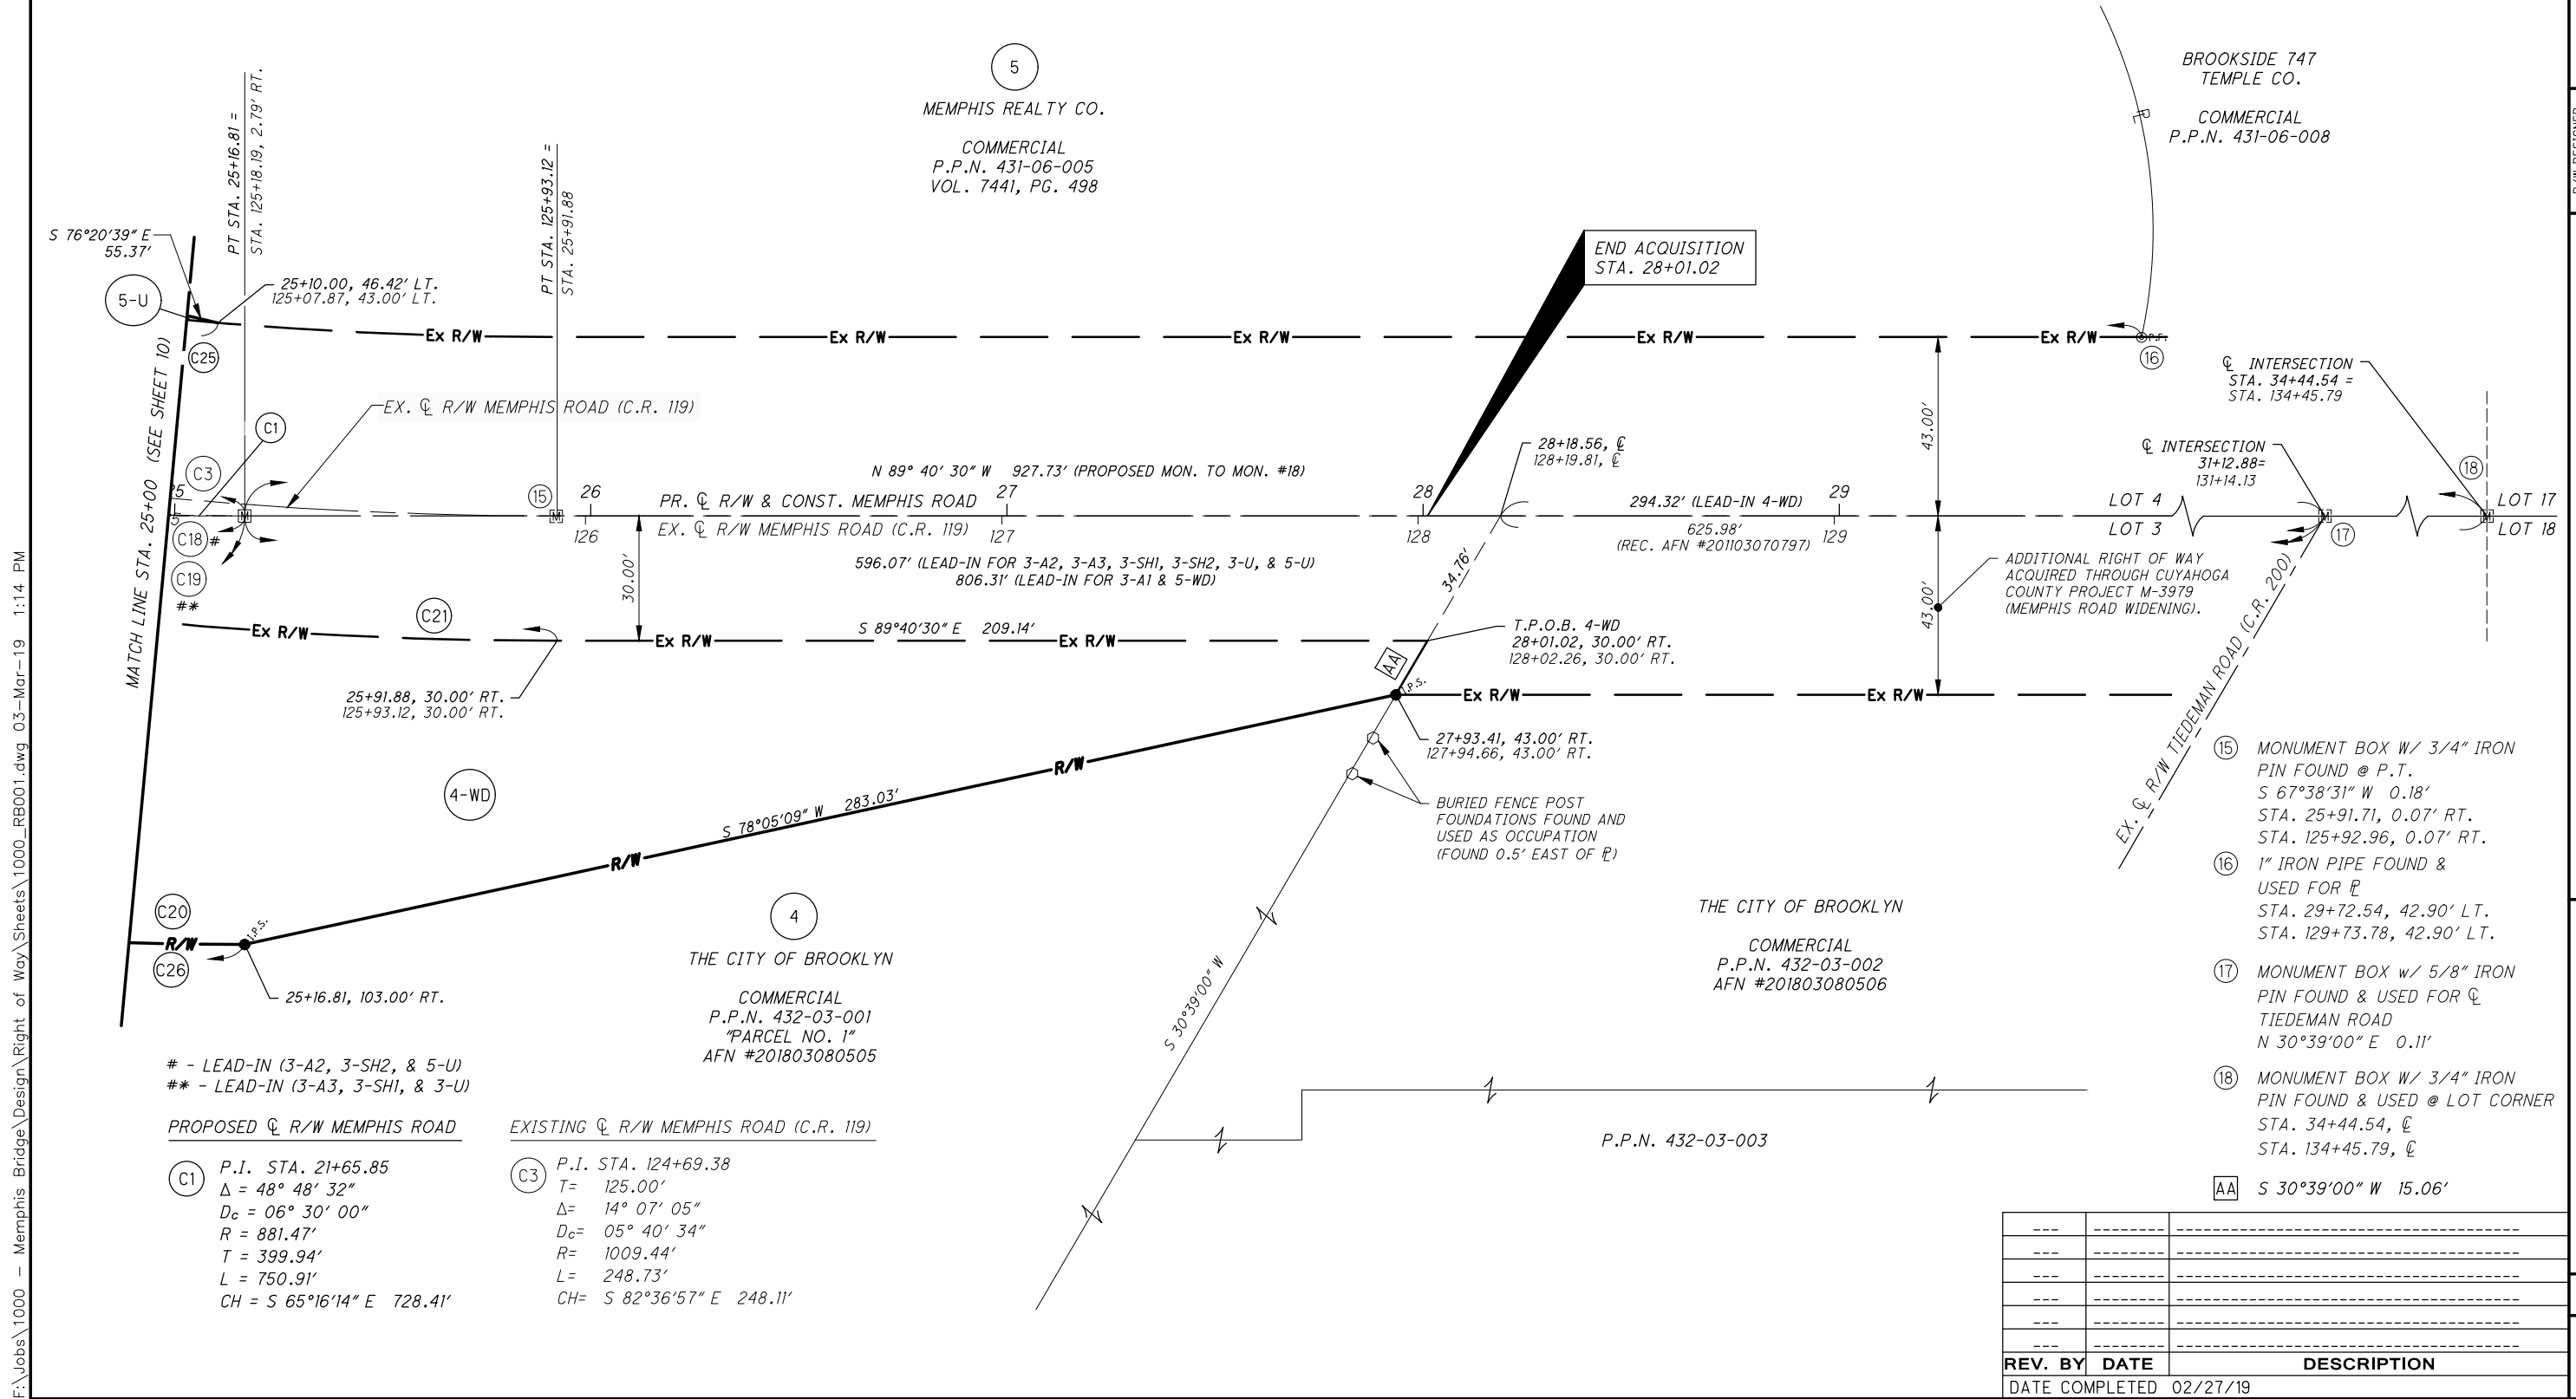 F:\Jobs\1000 - Memphis Bridge\Design\Right of Way\Sheets\1000_RB001.dwg 03-Mar-19 1:14 PM
5
MEMPHIS REALTY CO.
COMMERCIAL
P.P.N. 431-06-005
VOL. 7441, PG. 498
BROOKSIDE 747
TEMPLE CO.
COMMERCIAL
P.P.N. 431-06-008
PL
PT STA. 25+16.81 =
STA. 125+18.19, 2.79' RT.
PT STA. 125+93.12 =
STA. 25+91.88
S 76°20'39" E
55.37'
5-U
25+10.00, 46.42' LT.
125+07.87, 43.00' LT.
END ACQUISITION
STA. 28+01.02
Ex R/W
Ex R/W
Ex R/W
Ex R/W
Ex R/W
P.F.
16
C25
MATCH LINE STA. 25+00 (SEE SHEET 10)
EX. ℄ R/W MEMPHIS ROAD (C.R. 119)
C1
C3
43.00'
℄ INTERSECTION
STA. 34+44.54 =
STA. 134+45.79
28+18.56, ℄
128+19.81, ℄
℄ INTERSECTION
31+12.88=
131+14.13
18
N 89° 40' 30" W 927.73' (PROPOSED MON. TO MON. #18)
15
26
27
28
29
PR. ℄ R/W & CONST. MEMPHIS ROAD
294.32' (LEAD-IN 4-WD)
LOT 4
LOT 17
M
M
M
M
EX. ℄ R/W MEMPHIS ROAD (C.R. 119)
126
127
128
129
625.98'
(REC. AFN #201103070797)
LOT 3
LOT 18
17
C18 #
C19
##
596.07' (LEAD-IN FOR 3-A2, 3-A3, 3-SH1, 3-SH2, 3-U, & 5-U)
806.31' (LEAD-IN FOR 3-A1 & 5-WD)
30.00'
34.76'
43.00'
ADDITIONAL RIGHT OF WAY
ACQUIRED THROUGH CUYAHOGA
COUNTY PROJECT M-3979
(MEMPHIS ROAD WIDENING).
C21
Ex R/W
Ex R/W
S 89°40'30" E 209.14'
Ex R/W
T.P.O.B. 4-WD
28+01.02, 30.00' RT.
128+02.26, 30.00' RT.
AA
I.P.S.
Ex R/W
Ex R/W
EX. ℄ R/W TIEDEMAN ROAD (C.R. 200)
25+91.88, 30.00' RT.
125+93.12, 30.00' RT.
27+93.41, 43.00' RT.
127+94.66, 43.00' RT.
R/W
4-WD
S 78°05'09" W 283.03'
R/W
BURIED FENCE POST
FOUNDATIONS FOUND AND
USED AS OCCUPATION
(FOUND 0.5' EAST OF PL)
15 MONUMENT BOX W/ 3/4" IRON
PIN FOUND @ P.T.
S 67°38'31" W 0.18'
STA. 25+91.71, 0.07' RT.
STA. 125+92.96, 0.07' RT.
16 1" IRON PIPE FOUND &
USED FOR PL
STA. 29+72.54, 42.90' LT.
STA. 129+73.78, 42.90' LT.
17 MONUMENT BOX w/ 5/8" IRON
PIN FOUND & USED FOR ℄
TIEDEMAN ROAD
N 30°39'00" E 0.11'
18 MONUMENT BOX W/ 3/4" IRON
PIN FOUND & USED @ LOT CORNER
STA. 34+44.54, ℄
STA. 134+45.79, ℄
AA S 30°39'00" W 15.06'
C20
R/W
C26
I.P.S.
25+16.81, 103.00' RT.
4
THE CITY OF BROOKLYN
COMMERCIAL
P.P.N. 432-03-001
"PARCEL NO. 1"
AFN #201803080505
THE CITY OF BROOKLYN
COMMERCIAL
P.P.N. 432-03-002
AFN #201803080506
S 30°39'00" W
P.P.N. 432-03-003
# - LEAD-IN (3-A2, 3-SH2, & 5-U)
## - LEAD-IN (3-A3, 3-SH1, & 3-U)
PROPOSED ℄ R/W MEMPHIS ROAD
C1
P.I. STA. 21+65.85
Δ = 48° 48' 32"
Dc = 06° 30' 00"
R = 881.47'
T = 399.94'
L = 750.91'
CH = S 65°16'14" E 728.41'
EXISTING ℄ R/W MEMPHIS ROAD (C.R. 119)
C3
P.I. STA. 124+69.38
T= 125.00'
Δ= 14° 07' 05"
Dc= 05° 40' 34"
R= 1009.44'
L= 248.73'
CH= S 82°36'57" E 248.11'
REV. BY DATE DESCRIPTION
DATE COMPLETED 02/27/19